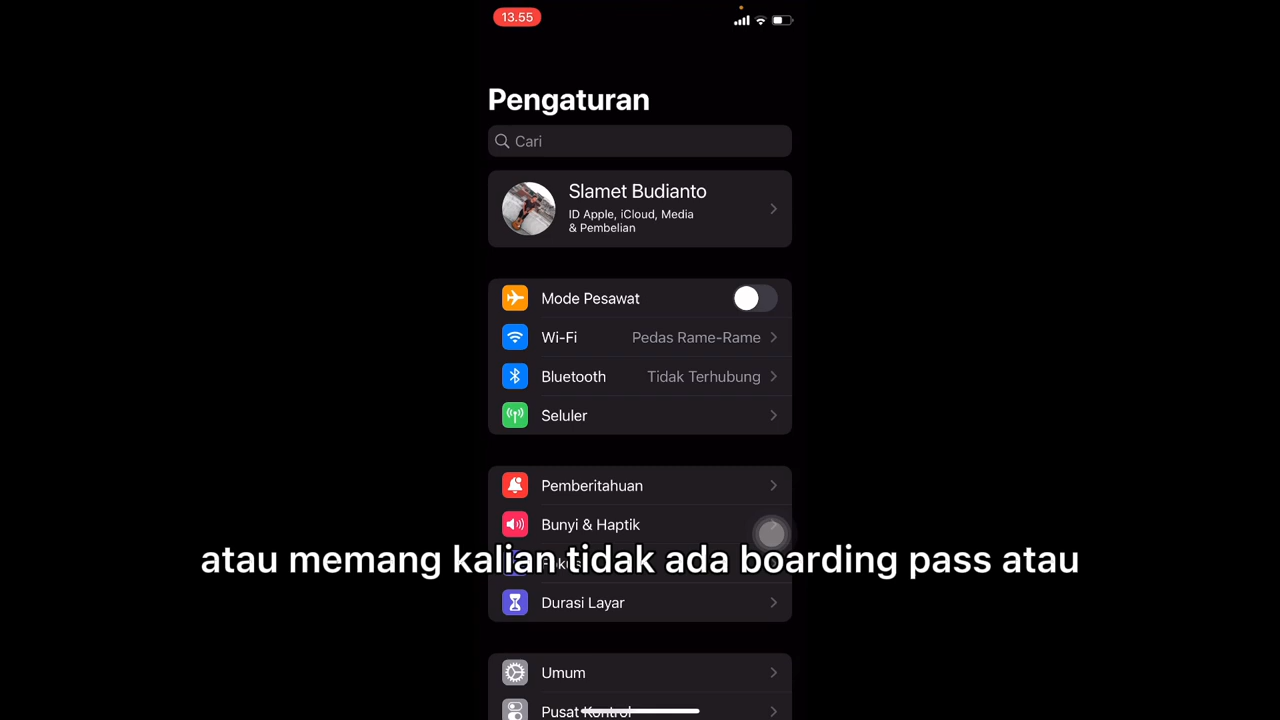 13.55
Pengaturan
Cari
Slamet Budianto
ID Apple, iCloud, Media
& Pembelian
Mode Pesawat
Wi-Fi Pedas Rame-Rame
Bluetooth Tidak Terhubung
Seluler
Pemberitahuan
Bunyi & Haptik
atau memang kalian tidak ada boarding pass atau
Durasi Layar
Umum
Pusat Kontrol